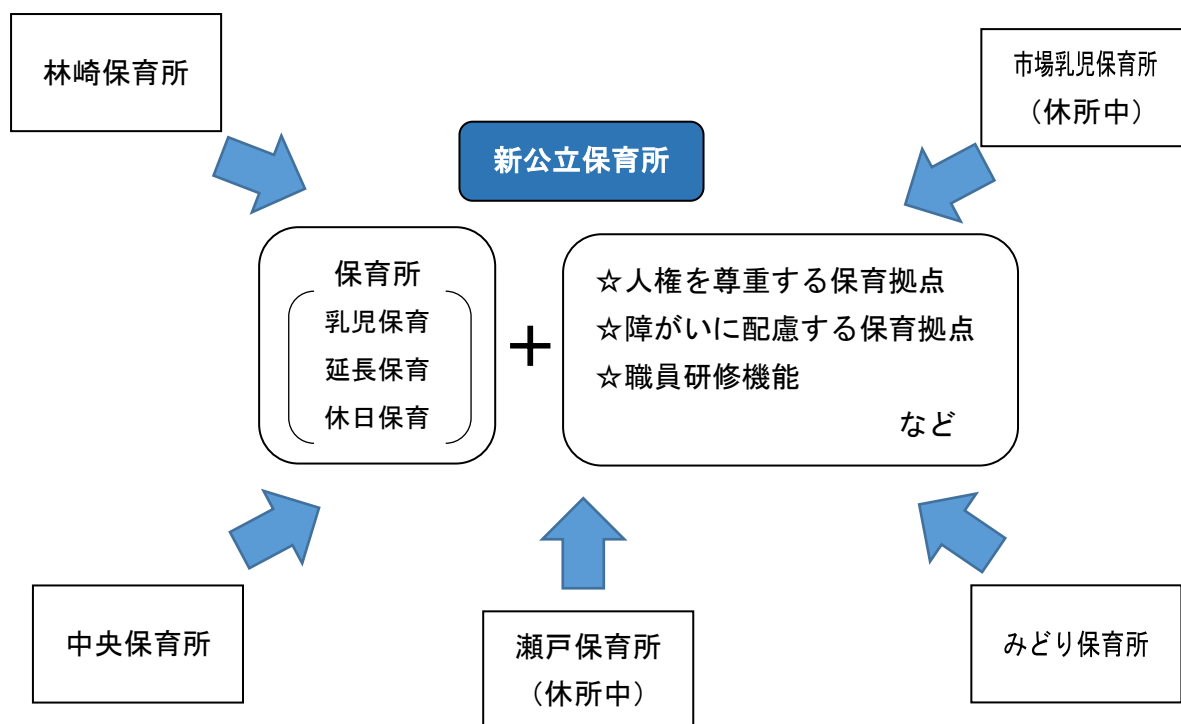 林崎保育所
市場乳児保育所
（休所中）
新公立保育所
保育所
乳児保育
延長保育
休日保育
＋
☆人権を尊重する保育拠点
☆障がいに配慮する保育拠点
☆職員研修機能
など
中央保育所
瀬戸保育所
（休所中）
みどり保育所